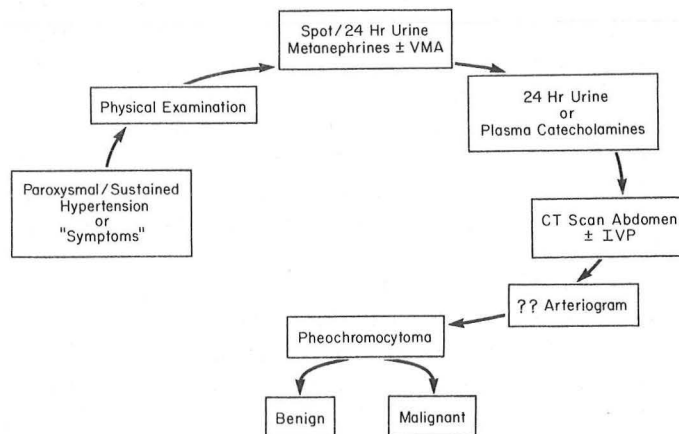 Paroxysmal/Sustained
Hypertension
or
"Symptoms"
Physical Examination
Spot/24 Hr Urine
Metanephrines ± VMA
24 Hr Urine
or
Plasma Catecholamines
CT Scan Abdomen
± IVP
?? Arteriogram
Pheochromocytoma
Benign
Malignant